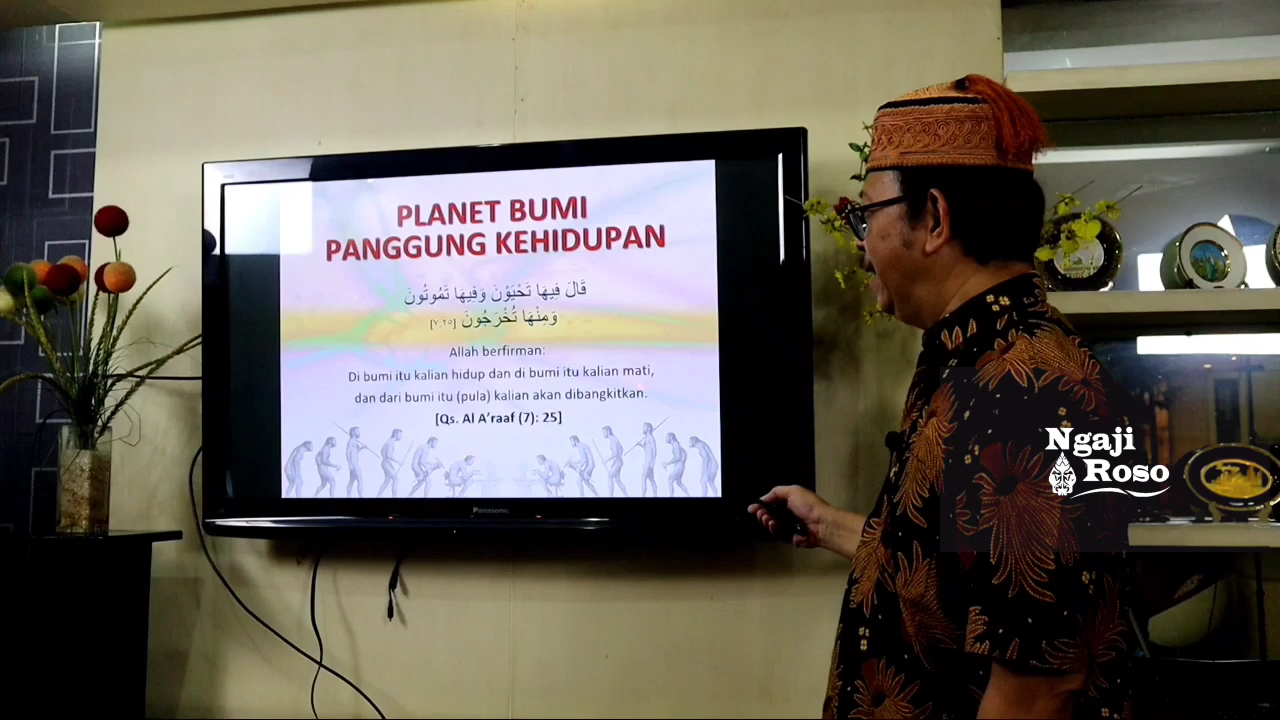 PLANET BUMI
PANGGUNG KEHIDUPAN
قَالَ فِيهَا تَحْيَوْنَ وَفِيهَا تَمُوتُونَ
وَمِنْهَا تُخْرَجُونَ [٧:٢٥]
Allah berfirman:
Di bumi itu kalian hidup dan di bumi itu kalian mati,
dan dari bumi itu (pula) kalian akan dibangkitkan.
[Qs. Al A'raaf (7): 25]
Panasonic
Ngaji
Roso